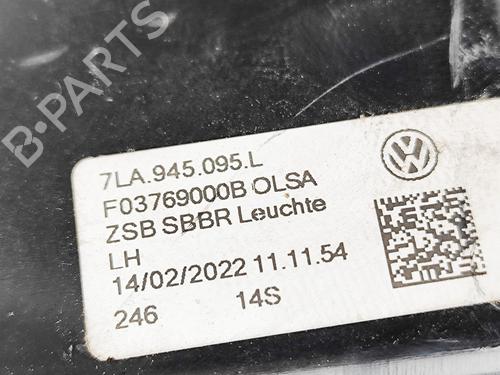 B-PARTS
7LA.945.095.L
F03769000B OLSA
ZSB SBBR Leuchte
LH
14/02/2022 11.11.54
246 14S